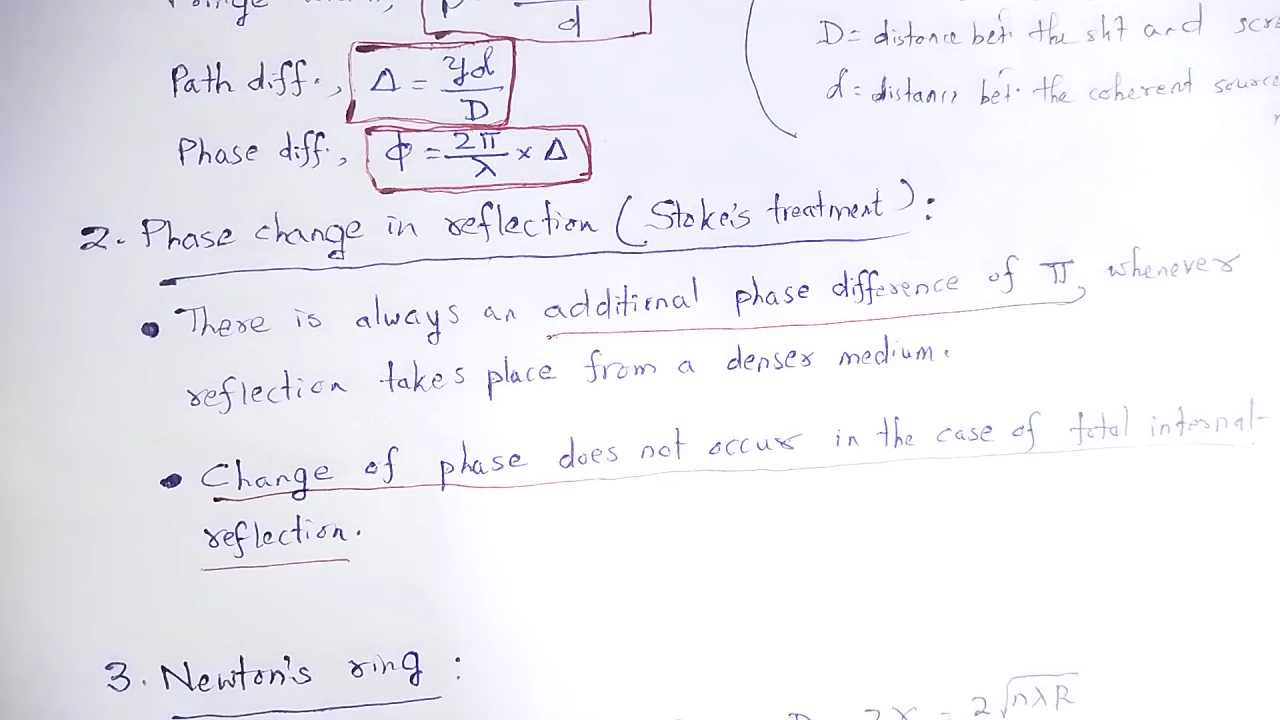 d
D = distance bet. the slit and
Path diff., Δ = yd/D
d = distance bet. the coherent source
Phase diff., Φ = 2π/λ × Δ
2. Phase change in reflection (Stoke's treatment):
• There is always an additional phase difference of π, whenever
reflection takes place from a denser medium.
• Change of phase does not occur in the case of total internal-
reflection.
3. Newton's ring:
= 2√nλR